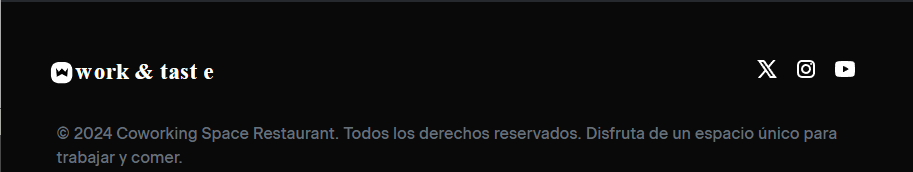 work & tast e
© 2024 Coworking Space Restaurant. Todos los derechos reservados. Disfruta de un espacio único para
trabajar y comer.